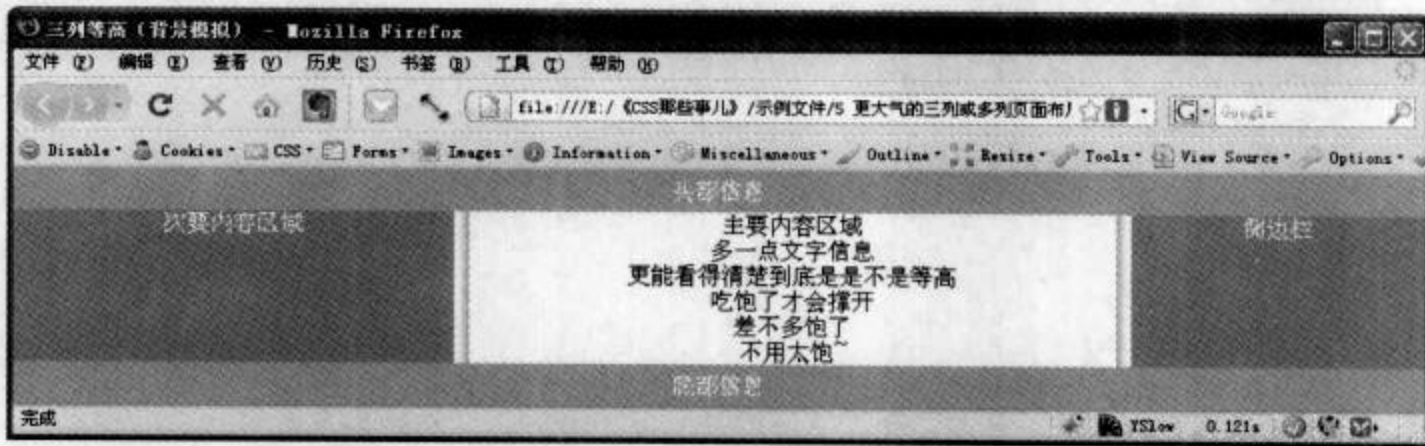 三列等高（背景模拟） - Mozilla Firefox
文件 (F) 编辑 (E) 查看 (V) 历史 (S) 书签 (B) 工具 (T) 帮助 (H)
file:///E:/《CSS那些事儿》/示例文件/5 更大气的三列或多列页面布 Google
Disable Cookies CSS Forms Images Information Miscellaneous Outline Resize Tools View Source Options
头部信息
次要内容区域 主要内容区域 侧边栏
多一点文字信息
更能看得清楚到底是是不是等高
吃饱了才会撑开
差不多饱了
不用太饱~
底部信息
完成 YSlow 0.121s